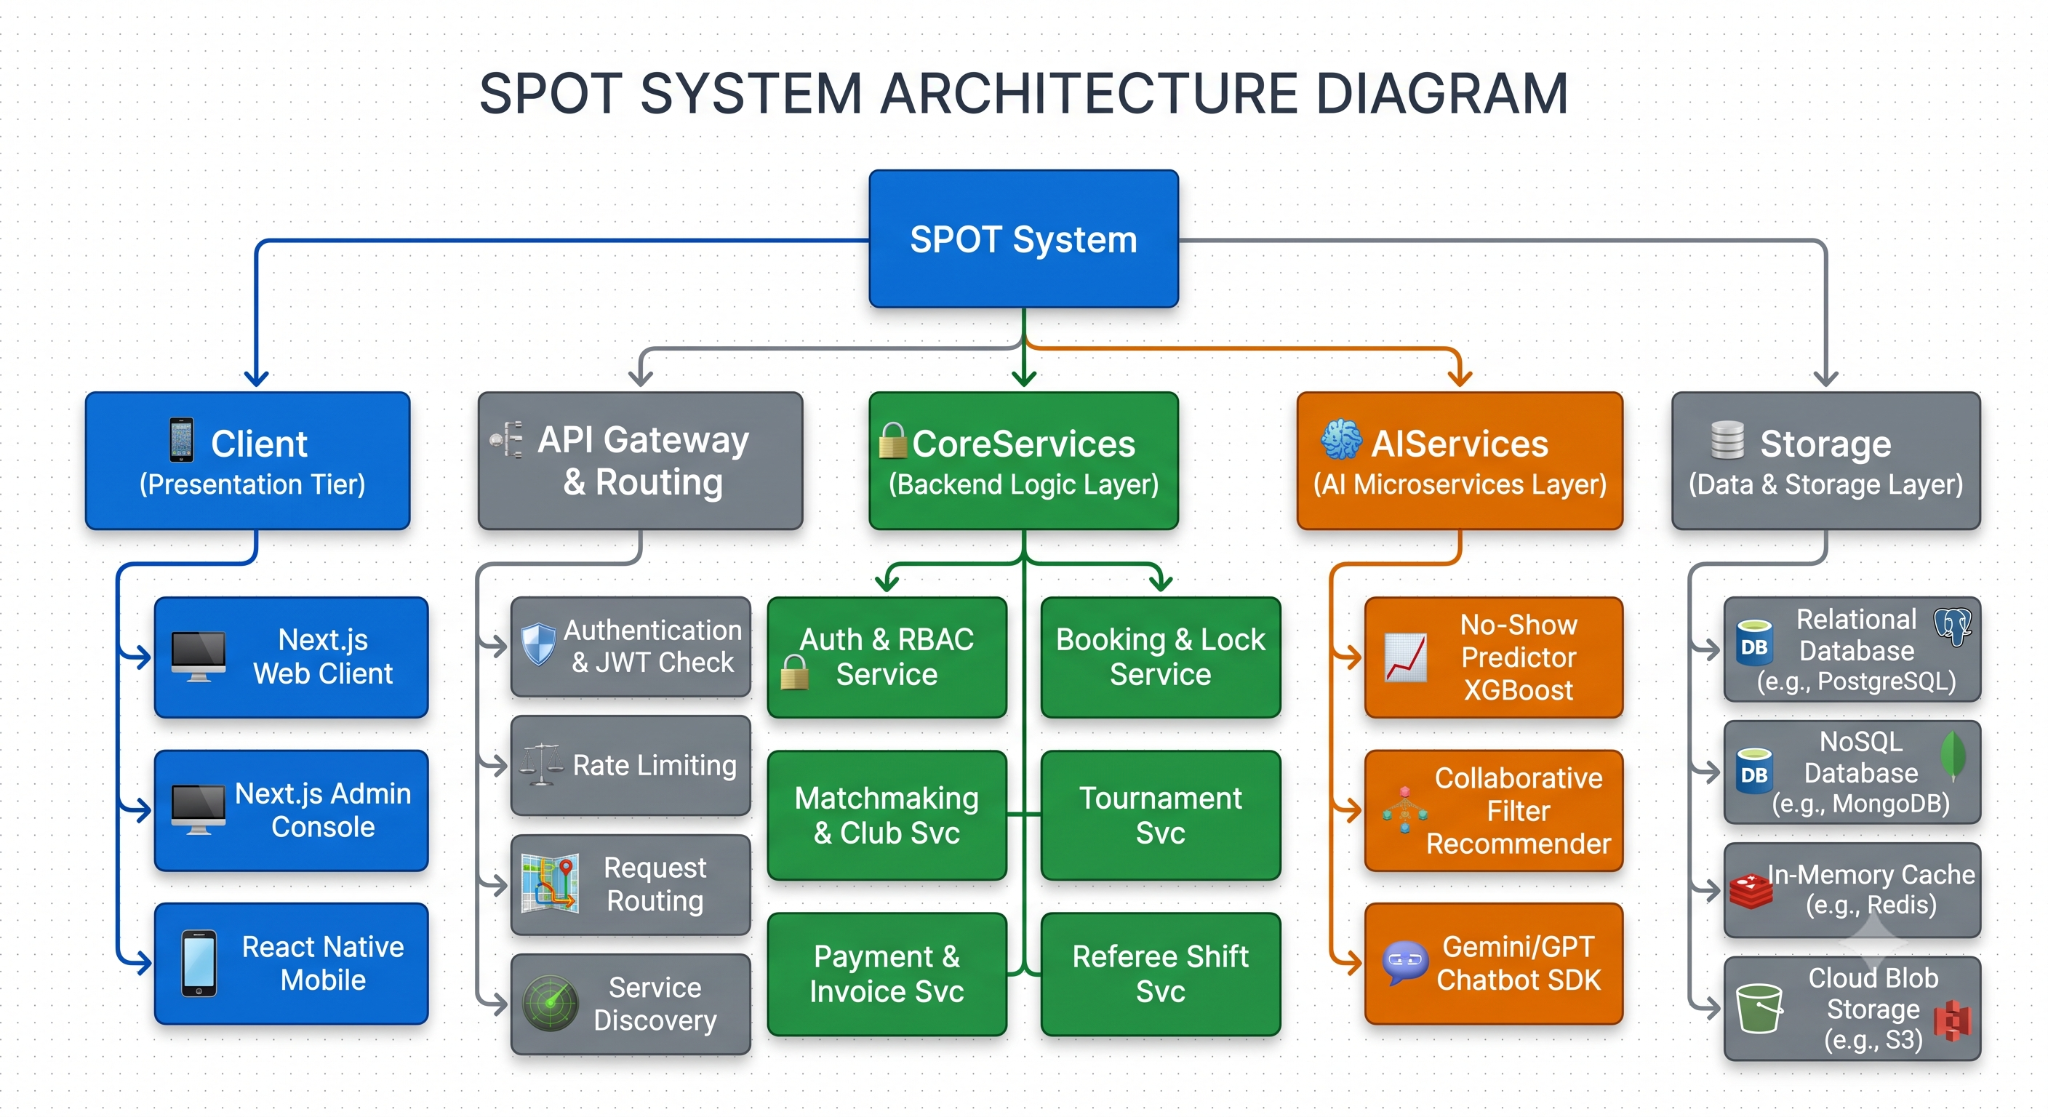 SPOT SYSTEM ARCHITECTURE DIAGRAM
SPOT System
Client
(Presentation Tier)
API Gateway
& Routing
CoreServices
(Backend Logic Layer)
AIServices
(AI Microservices Layer)
Storage
(Data & Storage Layer)
Next.js
Web Client
Next.js Admin
Console
React Native
Mobile
Authentication
& JWT Check
Rate Limiting
Request
Routing
Service
Discovery
Auth & RBAC
Service
Booking & Lock
Service
Matchmaking
& Club Svc
Tournament
Svc
Payment &
Invoice Svc
Referee Shift
Svc
No-Show
Predictor
XGBoost
Collaborative
Filter
Recommender
Gemini/GPT
Chatbot SDK
DB
Relational
Database
(e.g., PostgreSQL)
DB
NoSQL
Database
(e.g., MongoDB)
In-Memory Cache
(e.g., Redis)
Cloud Blob
Storage
(e.g., S3)